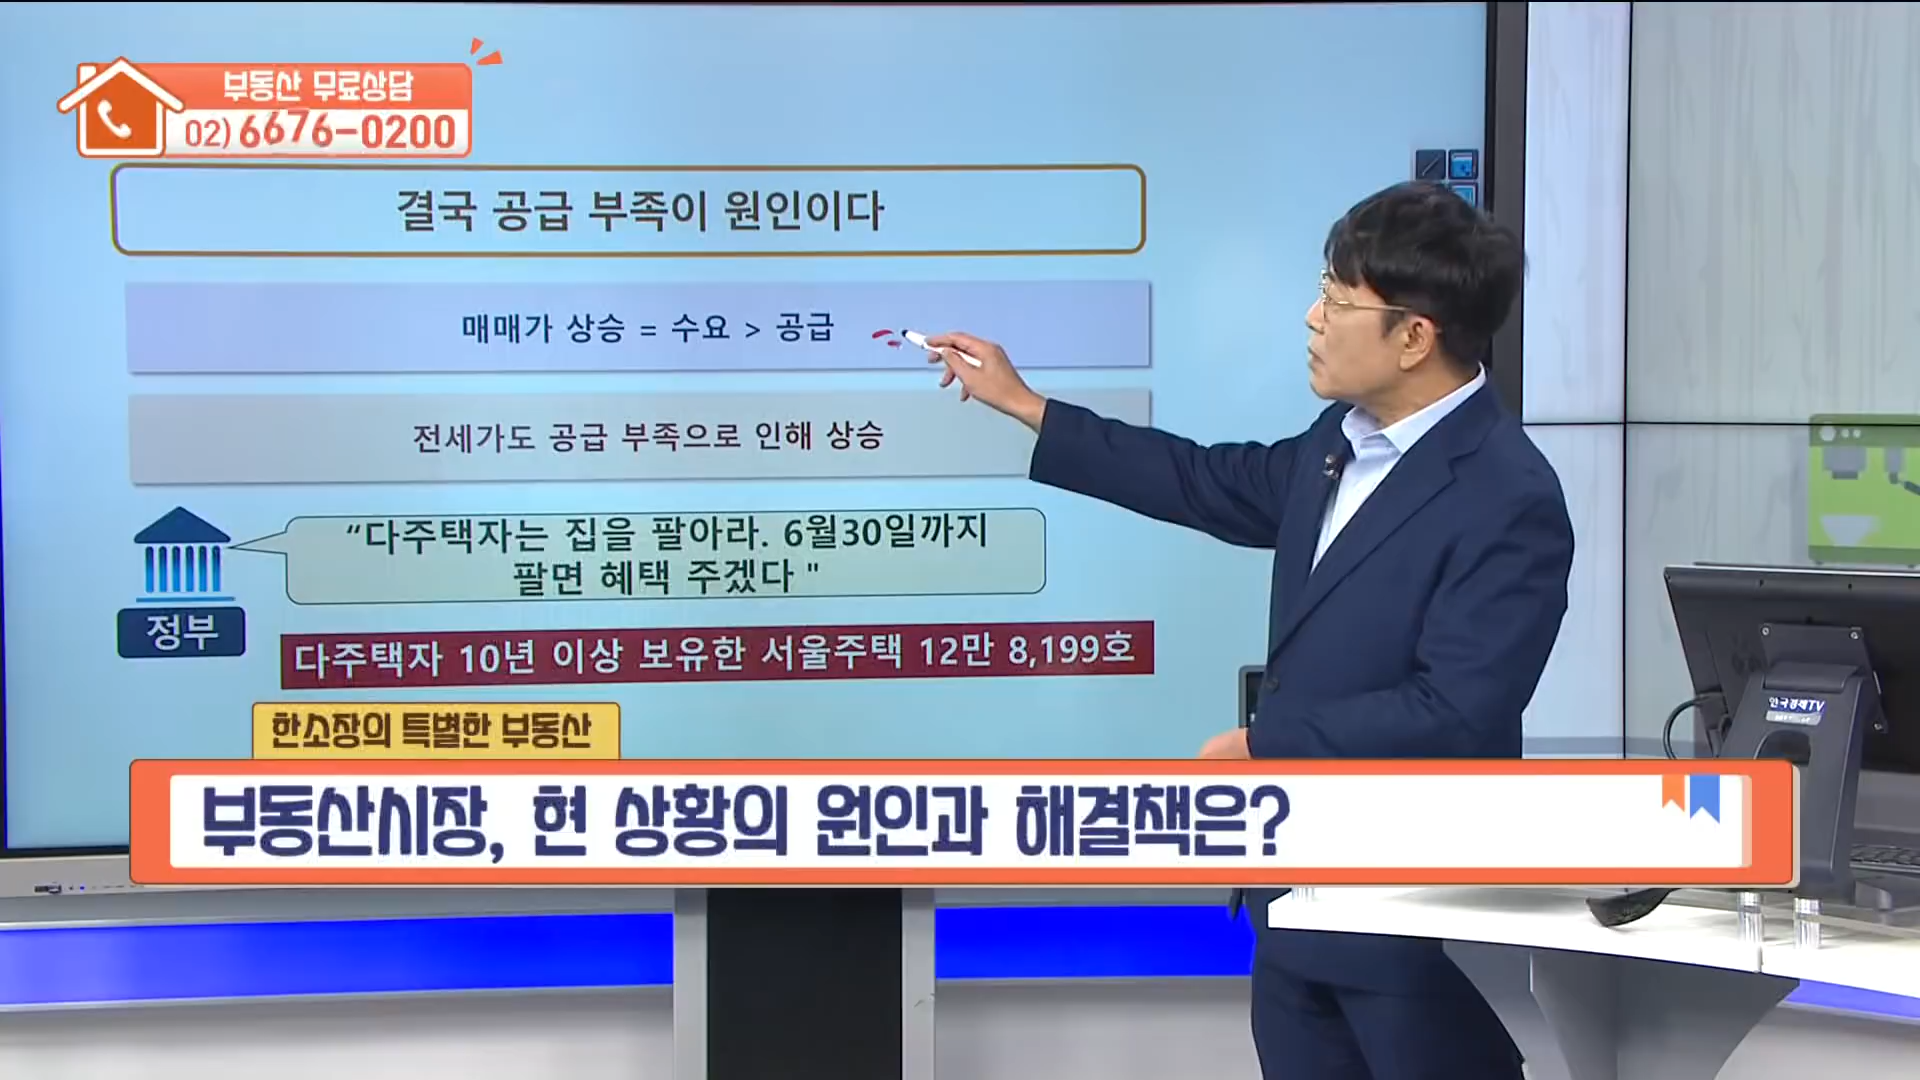 부동산 무료상담
02) 6676-0200
결국 공급 부족이 원인이다
매매가 상승 = 수요 > 공급
전세가도 공급 부족으로 인해 상승
“다주택자는 집을 팔아라. 6월30일까지
팔면 혜택 주겠다 "
정부
다주택자 10년 이상 보유한 서울주택 12만 8,199호
한소장의 특별한 부동산
부동산시장, 현 상황의 원인과 해결책은?
한국경제TV